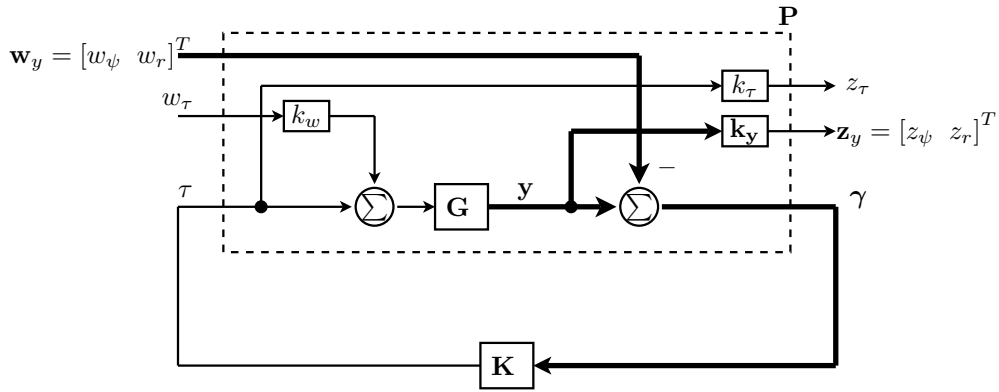 P
w_y = [w_ψ w_r]^T
k_τ
z_τ
w_τ
k_w
k_y
z_y = [z_ψ z_r]^T
−
τ
Σ
G
y
Σ
γ
K